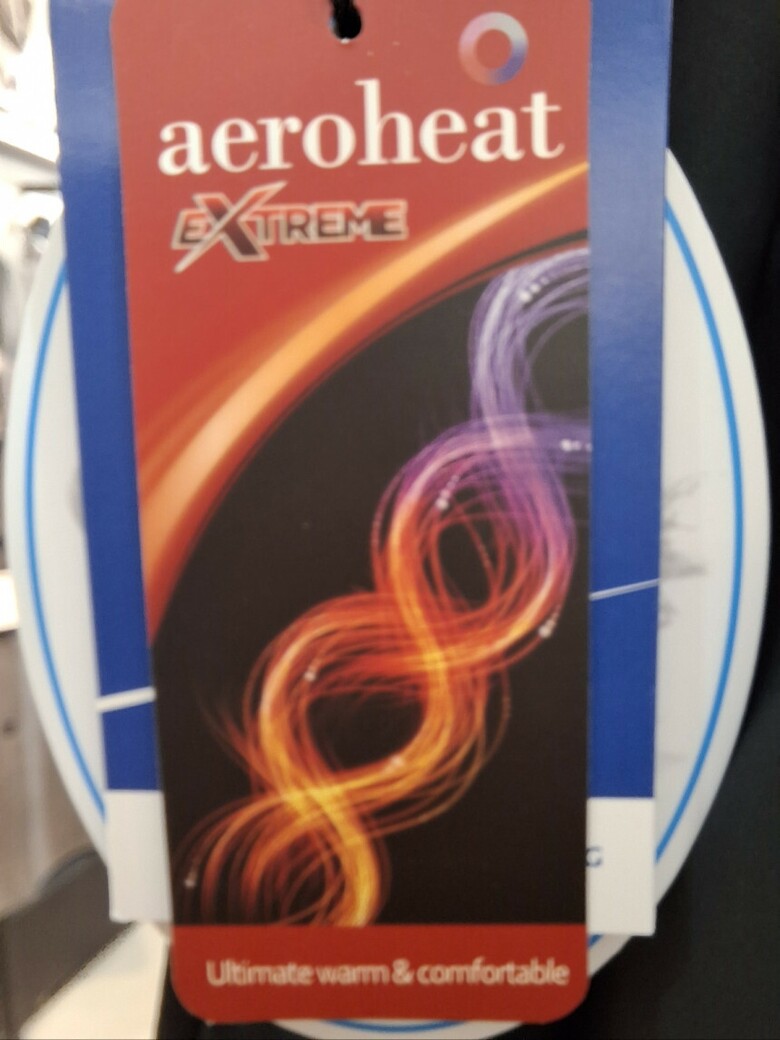 aeroheat
EXTREME
G
Ultimate warm & comfortable